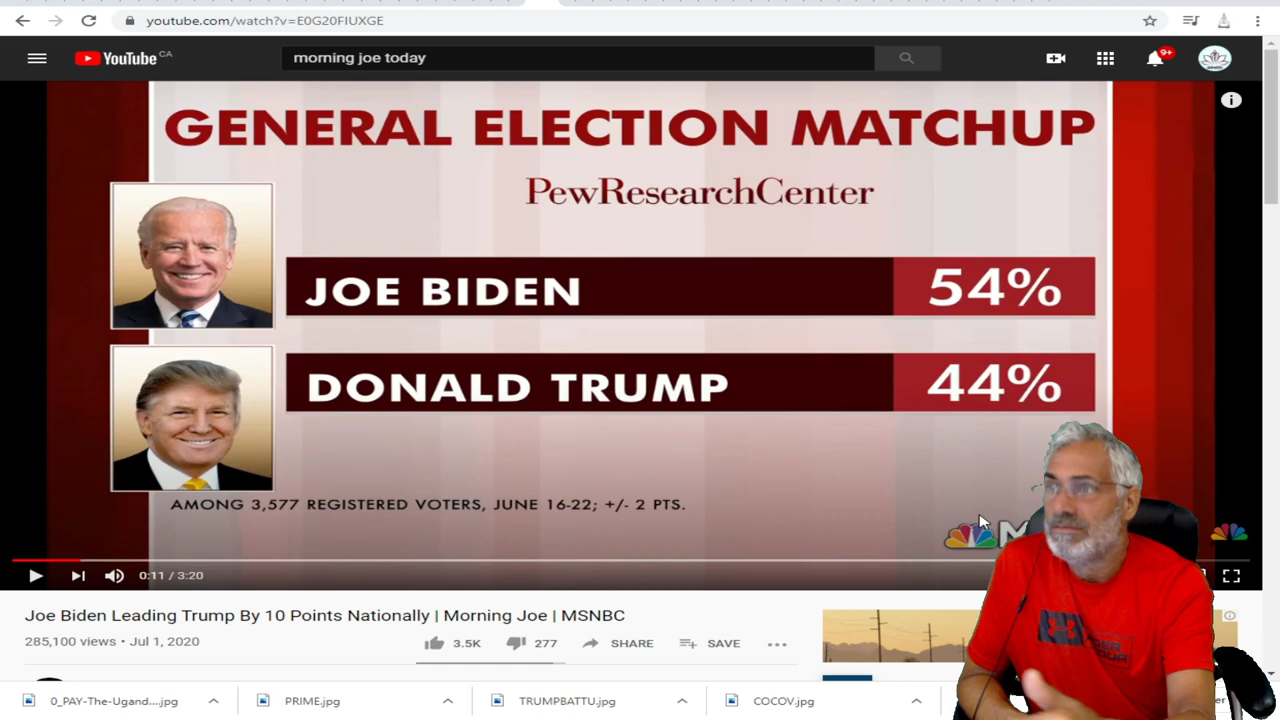 youtube.com/watch?v=E0G20FIUXGE
YouTube CA
morning joe today
9+
GENERAL ELECTION MATCHUP
PewResearchCenter
JOE BIDEN 54%
DONALD TRUMP 44%
AMONG 3,577 REGISTERED VOTERS, JUNE 16-22; +/- 2 PTS.
0:11 / 3:20
Joe Biden Leading Trump By 10 Points Nationally | Morning Joe | MSNBC
285,100 views • Jul 1, 2020
3.5K 277 SHARE SAVE
0_PAY-The-Ugand....jpg PRIME.jpg TRUMPBATTU.jpg COCOV.jpg